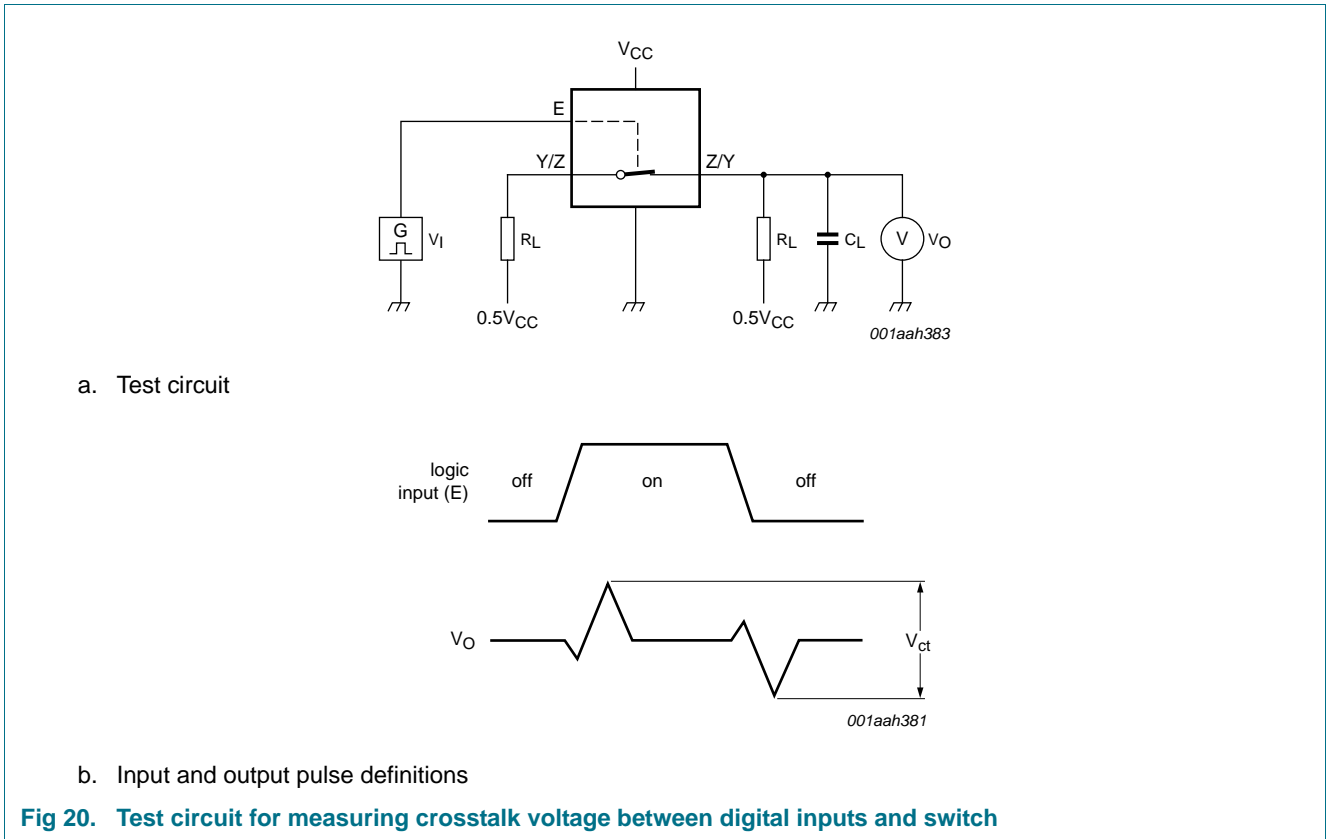 VCC
E
Y/Z
Z/Y
G
VI
RL
RL
CL
V
VO
0.5VCC
0.5VCC
001aah383
a. Test circuit
logic
input (E)
off
on
off
VO
Vct
001aah381
b. Input and output pulse definitions
Fig 20. Test circuit for measuring crosstalk voltage between digital inputs and switch